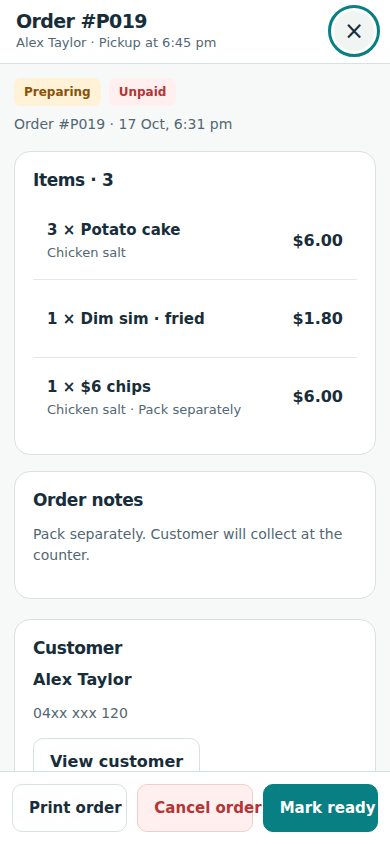 Order #P019
Alex Taylor · Pickup at 6:45 pm
×
Preparing Unpaid
Order #P019 · 17 Oct, 6:31 pm
Items · 3
3 × Potato cake $6.00
Chicken salt
1 × Dim sim · fried $1.80
1 × $6 chips $6.00
Chicken salt · Pack separately
Order notes
Pack separately. Customer will collect at the
counter.
Customer
Alex Taylor
04xx xxx 120
View customer
Print order Cancel order Mark ready